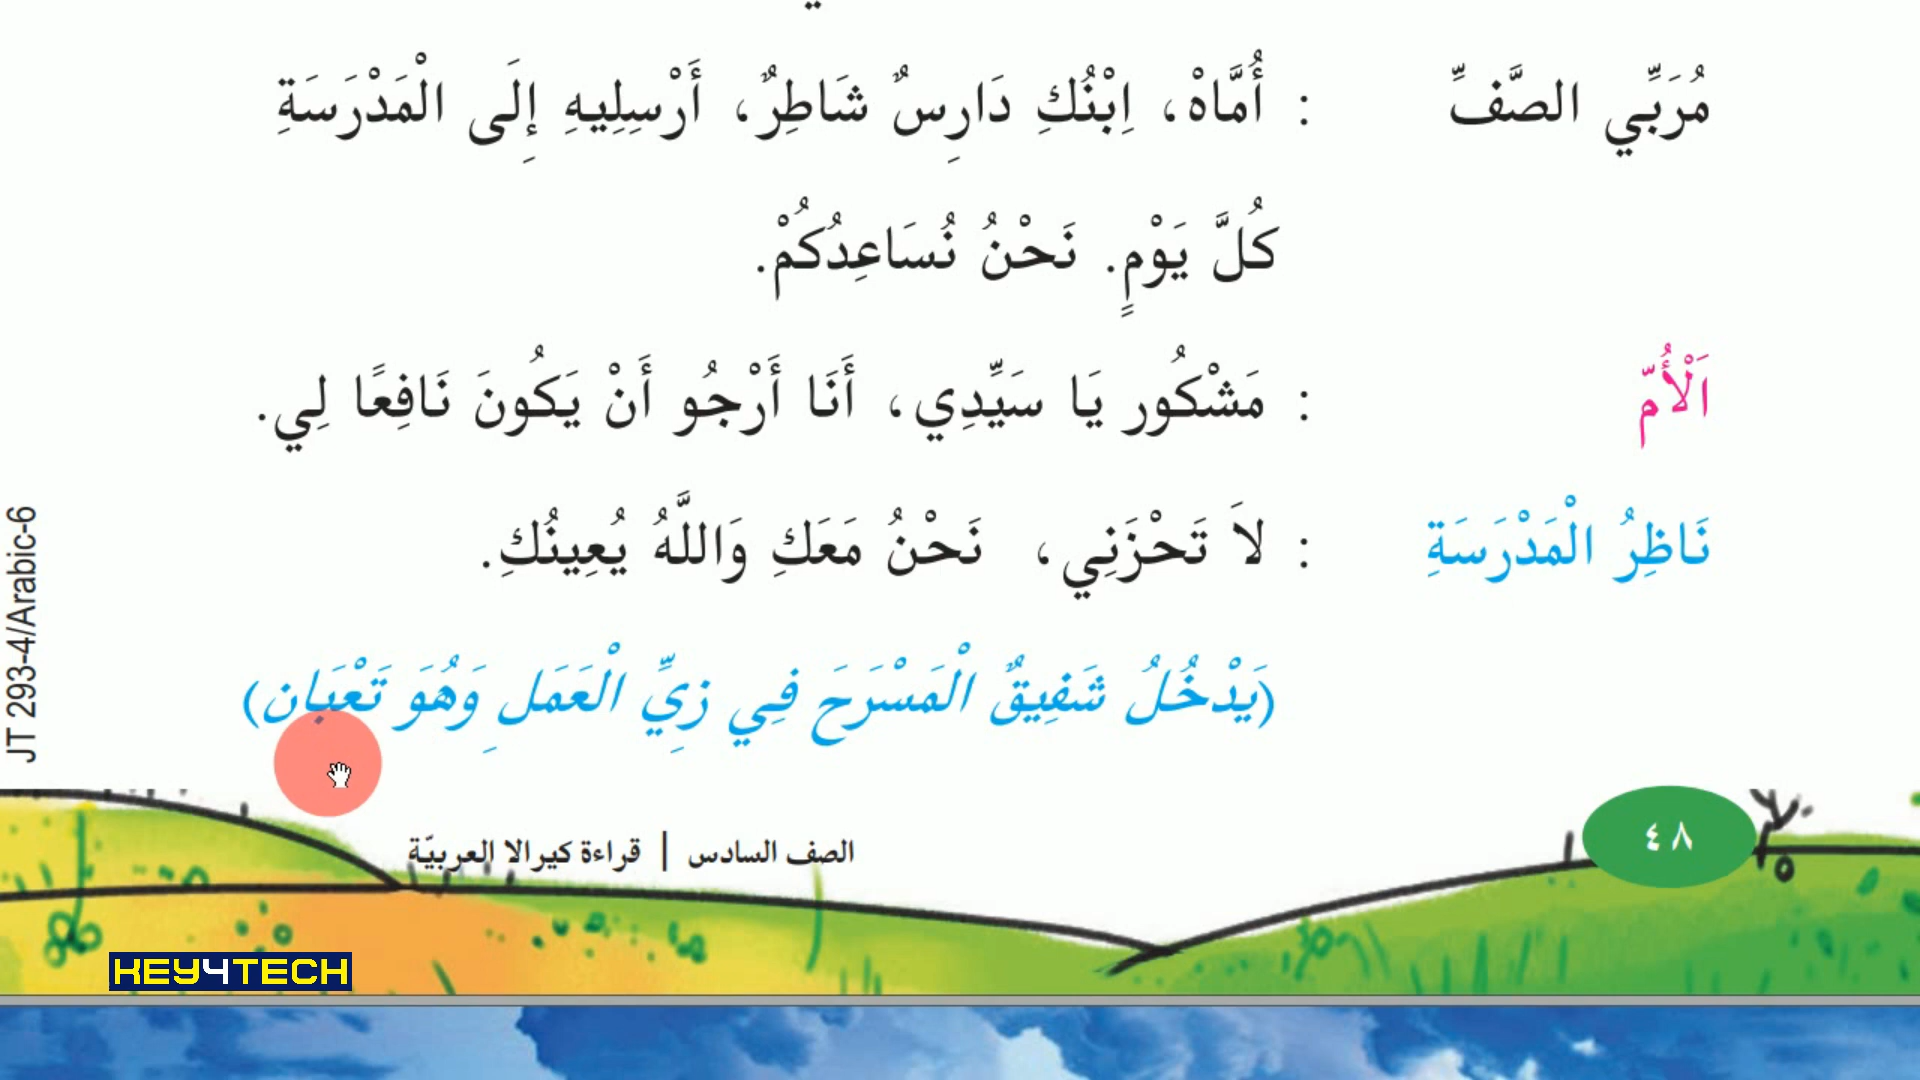 مُرَبِّي الصَّفِّ : أُمَّاهْ، اِبْنُكِ دَارِسٌ شَاطِرٌ، أَرْسِلِيهِ إِلَى الْمَدْرَسَةِ
كُلَّ يَوْمٍ. نَحْنُ نُسَاعِدُكُمْ.
اَلْأُمّ : مَشْكُور يَا سَيِّدِي، أَنَا أَرْجُو أَنْ يَكُونَ نَافِعًا لِي.
نَاظِرُ الْمَدْرَسَةِ : لاَ تَحْزَنِي، نَحْنُ مَعَكِ وَاللَّهُ يُعِينُكِ.
(يَدْخُلُ شَفِيقٌ الْمَسْرَحَ فِي زِيِّ الْعَمَلِ وَهُوَ تَعْبَان)
JT 293-4/Arabic-6
٤٨
الصف السادس | قراءة كيرالا العربيّة
KEY4TECH